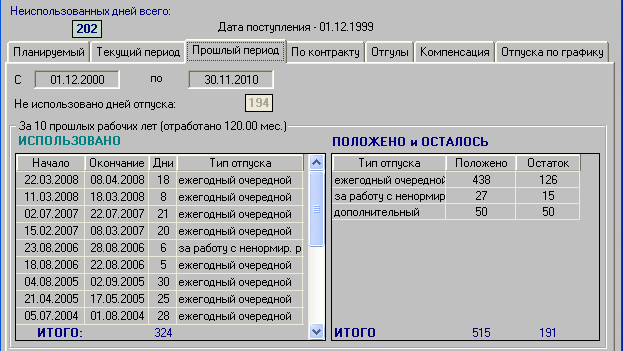 Неиспользованных дней всего:
202
Дата поступления - 01.12.1999
Планируемый Текущий период Прошлый период По контракту Отгулы Компенсация Отпуска по графику
С 01.12.2000 по 30.11.2010
Не использовано дней отпуска: 194
За 10 прошлых рабочих лет (отработано 120.00 мес.)
ИСПОЛЬЗОВАНО
Начало Окончание Дни Тип отпуска
22.03.2008 08.04.2008 18 ежегодный очередной
11.03.2008 18.03.2008 8 ежегодный очередной
02.07.2007 22.07.2007 21 ежегодный очередной
15.02.2007 08.03.2007 20 ежегодный очередной
23.08.2006 28.08.2006 6 за работу с ненормир. р
18.08.2006 22.08.2006 5 ежегодный очередной
04.08.2005 02.09.2005 30 ежегодный очередной
21.04.2005 17.05.2005 25 ежегодный очередной
05.07.2004 01.08.2004 28 ежегодный очередной
ИТОГО: 324
ПОЛОЖЕНО и ОСТАЛОСЬ
Тип отпуска Положено Остаток
ежегодный очередной 438 126
за работу с ненормир 27 15
дополнительный 50 50
ИТОГО 515 191